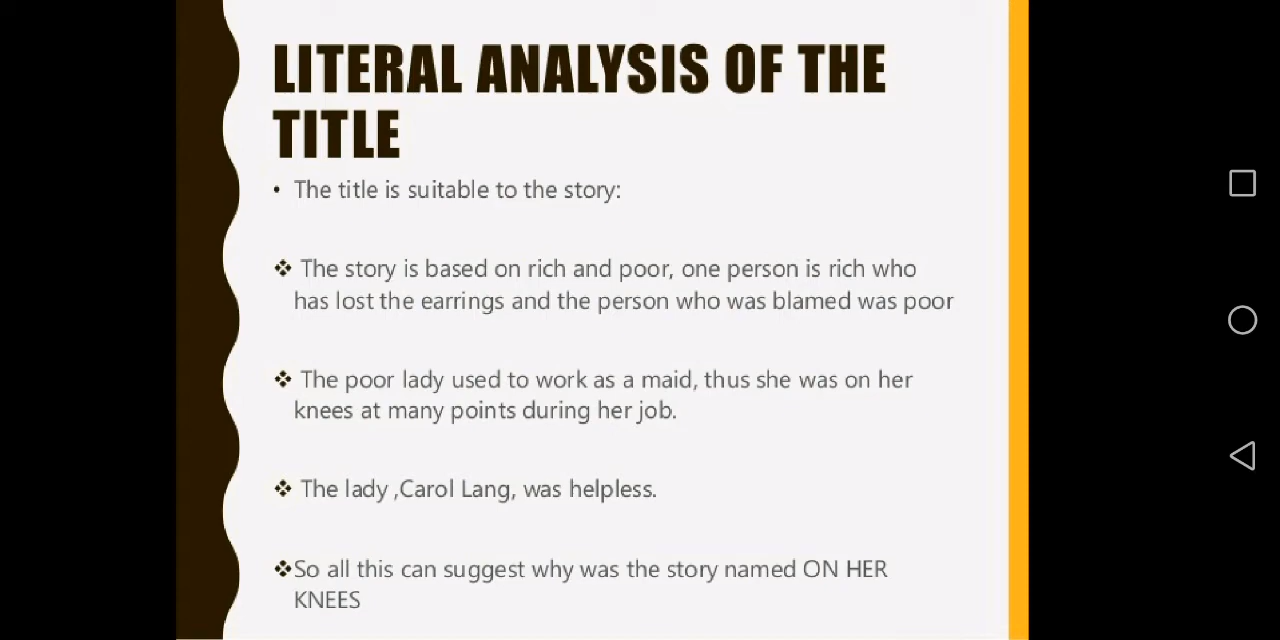 LITERAL ANALYSIS OF THE
TITLE
• The title is suitable to the story:
❖ The story is based on rich and poor, one person is rich who
has lost the earrings and the person who was blamed was poor
❖ The poor lady used to work as a maid, thus she was on her
knees at many points during her job.
❖ The lady ,Carol Lang, was helpless.
❖So all this can suggest why was the story named ON HER
KNEES